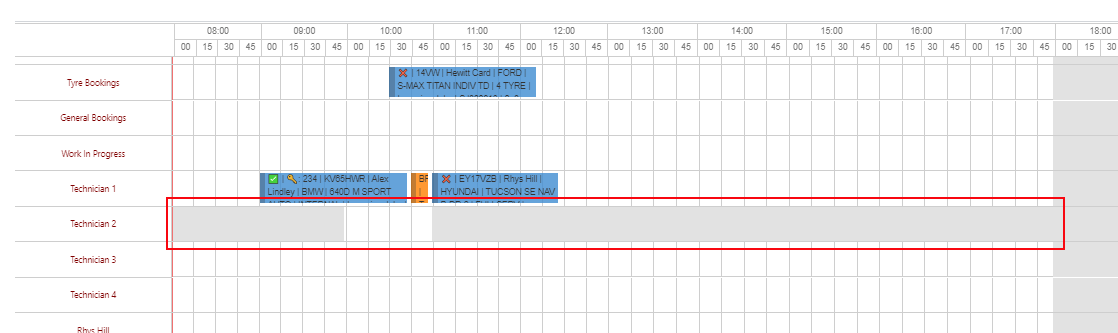 08:00 09:00 10:00 11:00 12:00 13:00 14:00 15:00 16:00 17:00 18:00
00 15 30 45 00 15 30 45 00 15 30 45 00 15 30 45 00 15 30 45 00 15 30 45 00 15 30 45 00 15 30 45 00 15 30 45 00 15 30 45 00 15 30
Tyre Bookings
| 14VW | Hewitt Card | FORD |
S-MAX TITAN INDIV TD | 4 TYRE |
General Bookings
Work In Progress
Technician 1
| 234 | KV65HWR | Alex
Lindley | BMW | 640D M SPORT
| EY17VZB | Rhys Hill |
HYUNDAI | TUCSON SE NAV
Technician 2
Technician 3
Technician 4
Rhys Hill